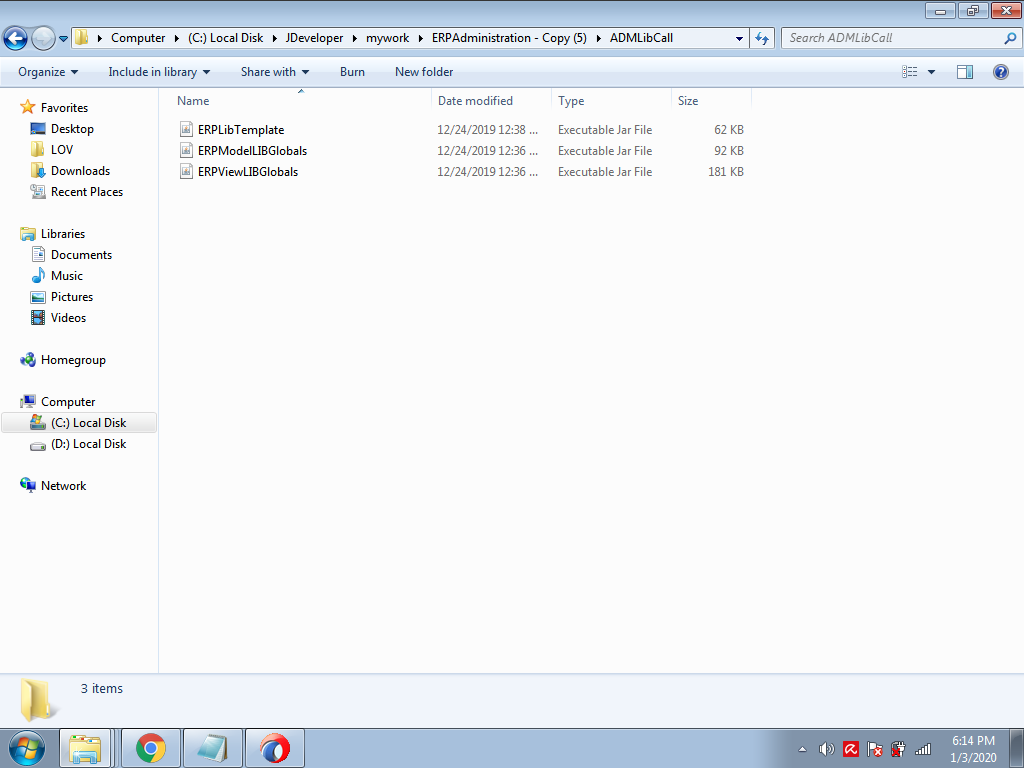 Computer (C:) Local Disk JDeveloper mywork ERPAdministration - Copy (5) ADMLibCall Search ADMLibCall
Organize Include in library Share with Burn New folder
Name Date modified Type Size
ERPLibTemplate 12/24/2019 12:38 ... Executable Jar File 62 KB
ERPModelLIBGlobals 12/24/2019 12:36 ... Executable Jar File 92 KB
ERPViewLIBGlobals 12/24/2019 12:36 ... Executable Jar File 181 KB
Favorites
Desktop
LOV
Downloads
Recent Places
Libraries
Documents
Music
Pictures
Videos
Homegroup
Computer
(C:) Local Disk
(D:) Local Disk
Network
3 items
6:14 PM
1/3/2020